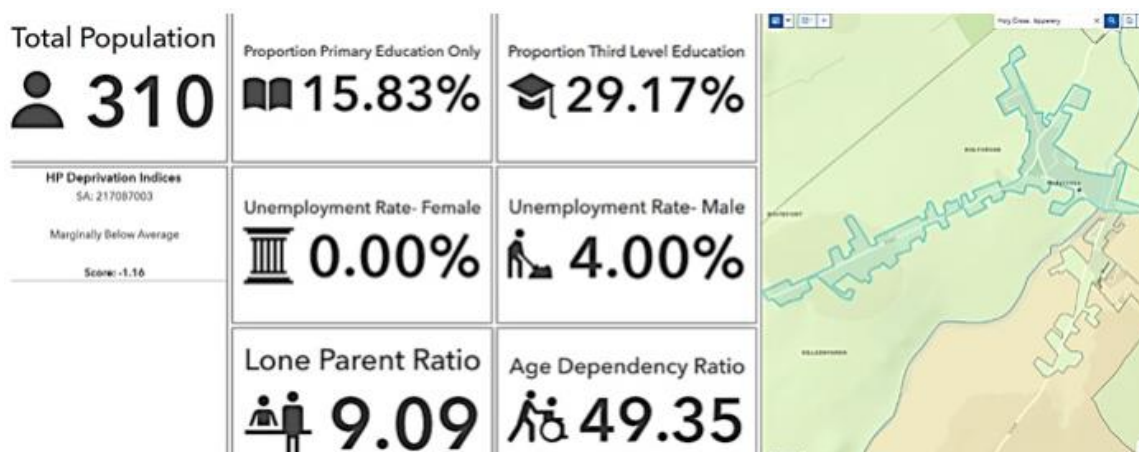 Total Population
310
Proportion Primary Education Only
15.83%
Proportion Third Level Education
29.17%
HP Deprivation Indices
SA: 217087003
Marginally Below Average
Score: -1.16
Unemployment Rate- Female
0.00%
Unemployment Rate- Male
4.00%
Lone Parent Ratio
9.09
Age Dependency Ratio
49.35
Holy Cross, tipperary